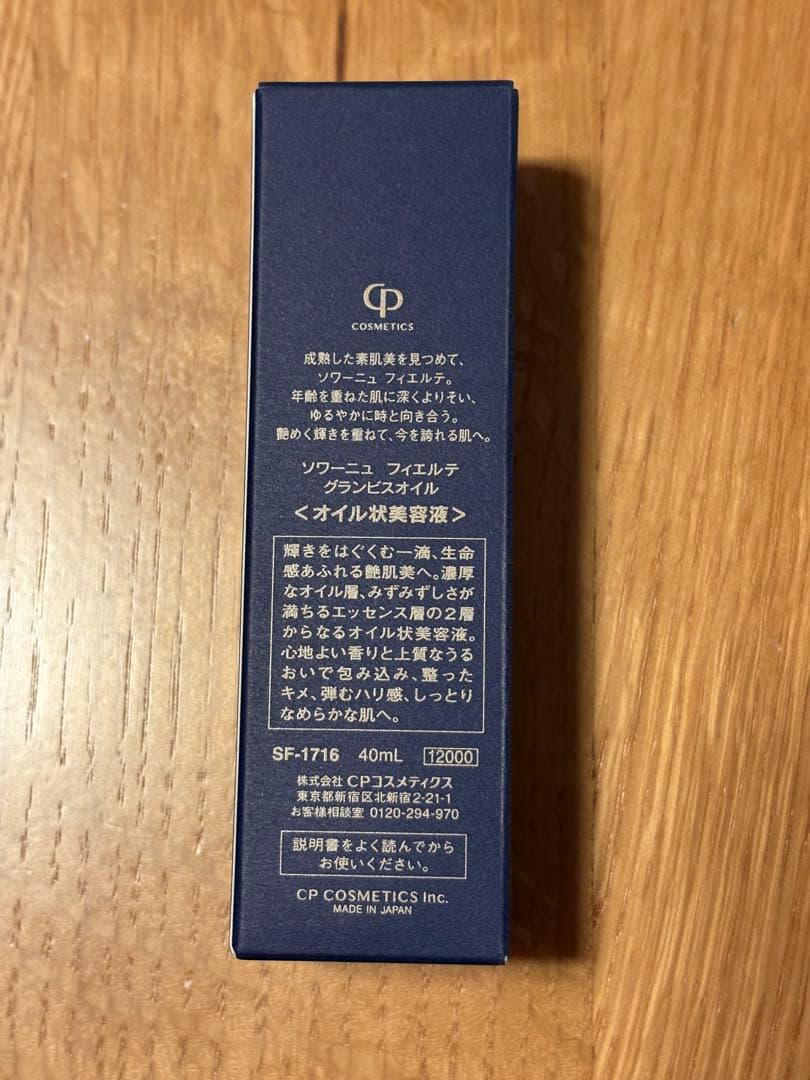 CP
COSMETICS
成熟した素肌美を見つめて、
ソワーニュ フィエルテ。
年齢を重ねた肌に深くよりそい、
ゆるやかに時と向き合う。
艶めく輝きを重ねて、今を誇れる肌へ。
ソワーニュ フィエルテ
グランビスオイル
＜オイル状美容液＞
輝きをはぐくむ一滴、生命
感あふれる艶肌美へ。濃厚
なオイル層、みずみずしさが
満ちるエッセンス層の2層
からなるオイル状美容液。
心地よい香りと上質なうる
おいで包み込み、整った
キメ、弾むハリ感、しっとり
なめらかな肌へ。
SF-1716 40mL 12000
株式会社 CPコスメティクス
東京都新宿区北新宿2-21-1
お客様相談室 0120-294-970
説明書をよく読んでから
お使いください。
CP COSMETICS Inc.
MADE IN JAPAN